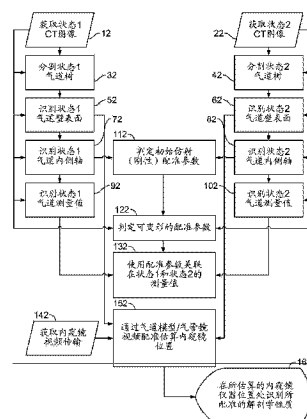 获取状态1
CT图像
12
获取状态2
CT图像
22
分割状态1
气道树
32
分割状态2
气道树
42
识别状态1
气道壁表面
52
识别状态2
气道壁表面
62
识别状态1
气道内侧轴
72
识别状态2
气道内侧轴
82
识别状态1
气道测量值
92
识别状态2
气道测量值
102
判定初始仿射
(刚性)配准参数
112
判定可变形的配准参数
122
使用配准参数关联
在状态1和状态2的
测量值
132
获取内窥镜
视频传输
142
通过气道模型/气管镜
视频配准估算内窥镜
位置
152
在所估算的内窥镜
仪器位置处识别所
配准的解剖学性质